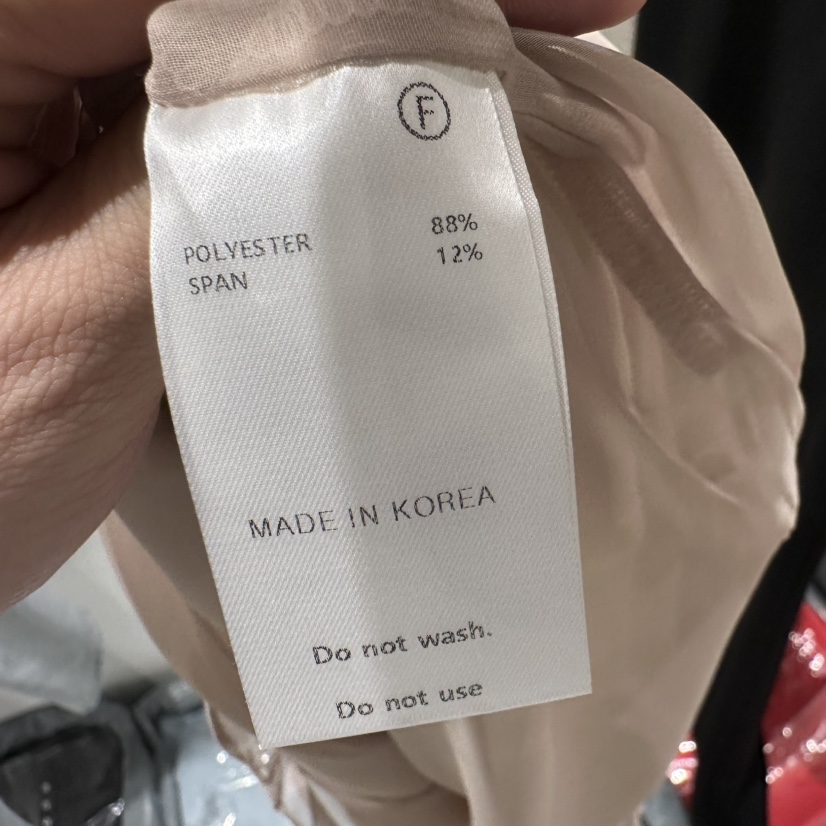 F
POLYESTER 88%
SPAN 12%
MADE IN KOREA
Do not wash.
Do not use